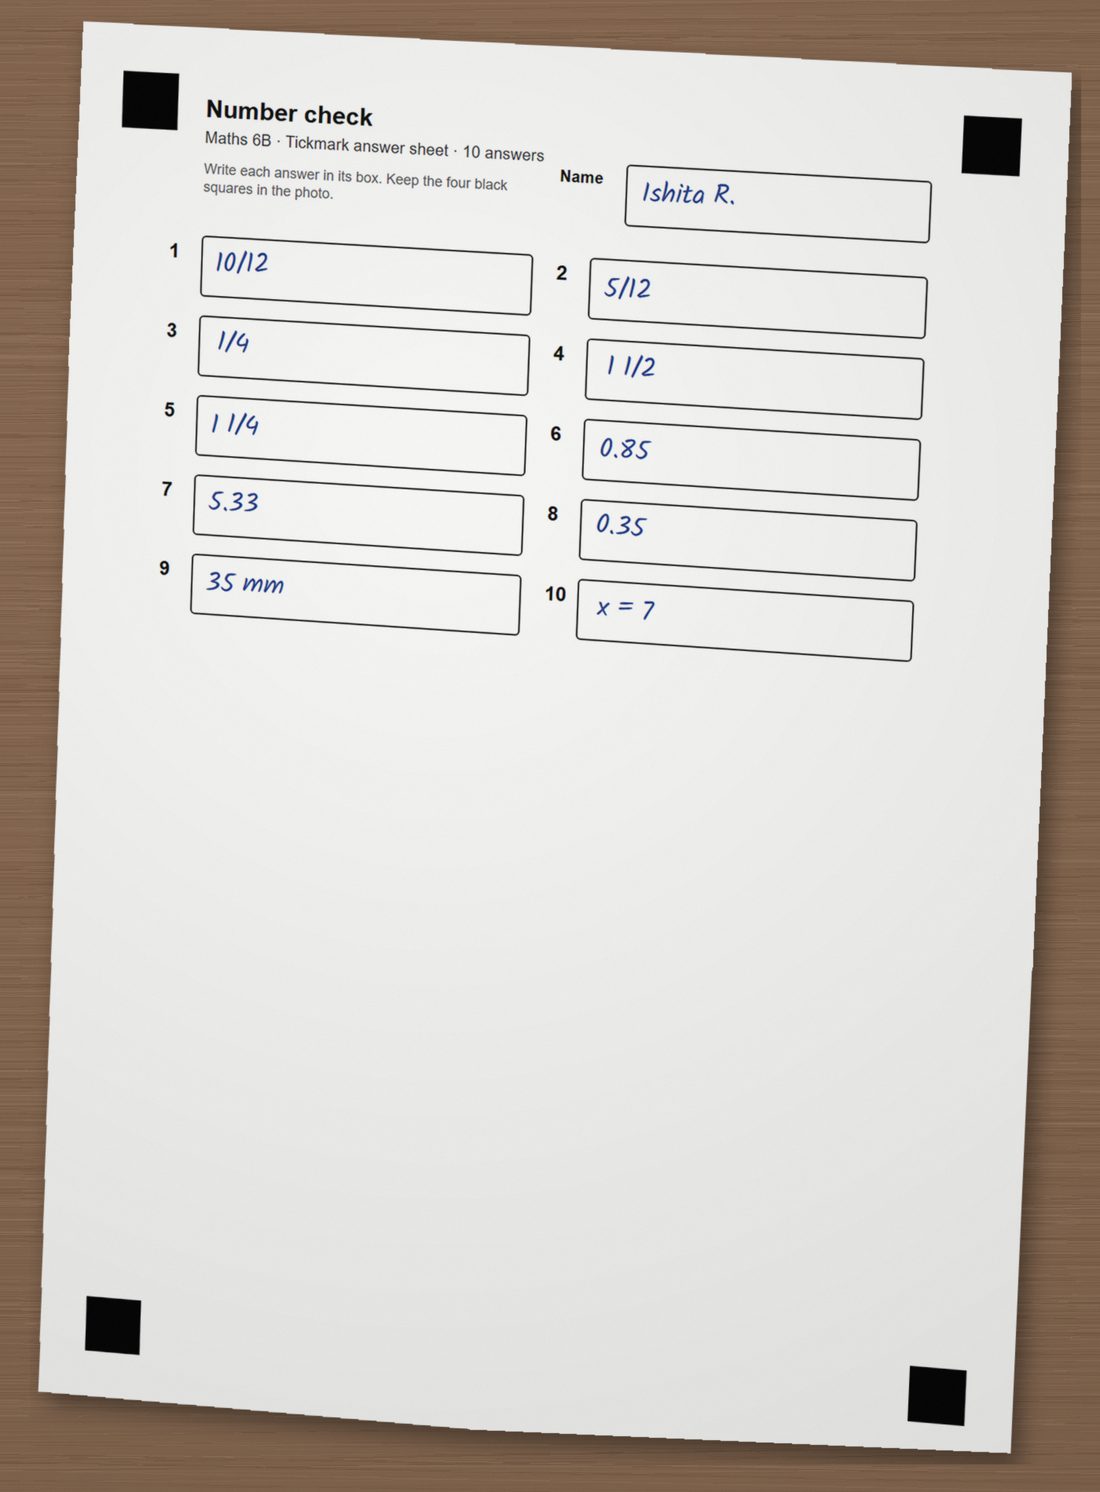 Number check
Maths 6B · Tickmark answer sheet · 10 answers
Write each answer in its box. Keep the four black
squares in the photo.
Name Ishita R.
1 10/12
2 5/12
3 1/4
4 1 1/2
5 1 1/4
6 0.85
7 5.33
8 0.35
9 35 mm
10 x = 7